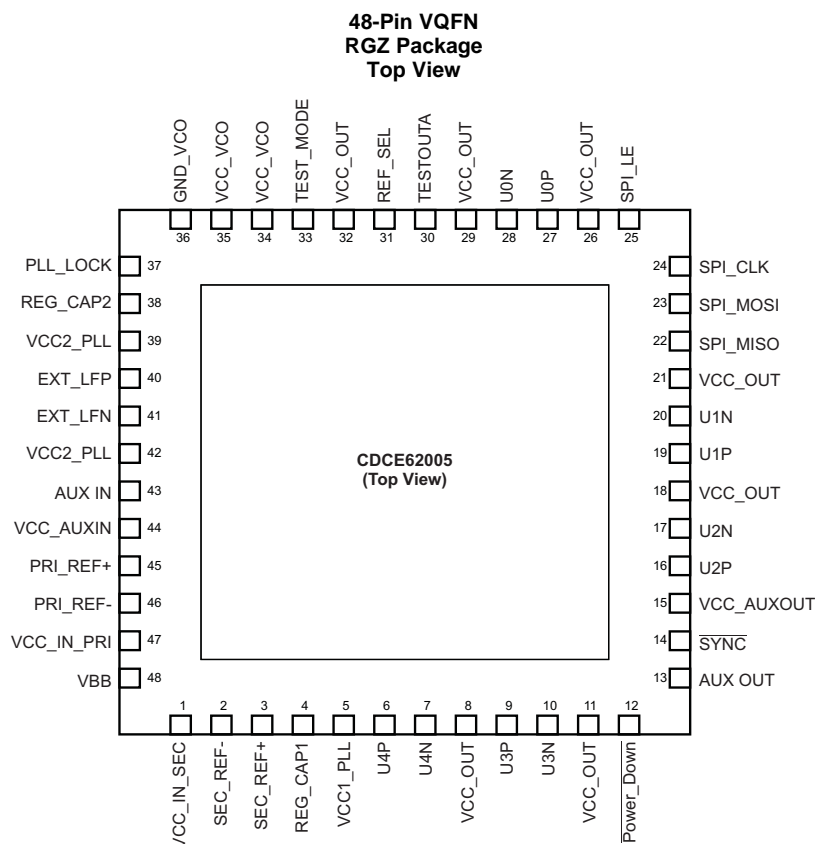 48-Pin VQFN
RGZ Package
Top View
GND_VCO
VCC_VCO
VCC_VCO
TEST_MODE
VCC_OUT
REF_SEL
TESTOUTA
VCC_OUT
U0N
U0P
VCC_OUT
SPI_LE
36 35 34 33 32 31 30 29 28 27 26 25
PLL_LOCK 37
REG_CAP2 38
VCC2_PLL 39
EXT_LFP 40
EXT_LFN 41
VCC2_PLL 42
AUX IN 43
VCC_AUXIN 44
PRI_REF+ 45
PRI_REF- 46
VCC_IN_PRI 47
VBB 48
CDCE62005
(Top View)
24 SPI_CLK
23 SPI_MOSI
22 SPI_MISO
21 VCC_OUT
20 U1N
19 U1P
18 VCC_OUT
17 U2N
16 U2P
15 VCC_AUXOUT
14 SYNC
13 AUX OUT
1 2 3 4 5 6 7 8 9 10 11 12
VCC_IN_SEC
SEC_REF-
SEC_REF+
REG_CAP1
VCC1_PLL
U4P
U4N
VCC_OUT
U3P
U3N
VCC_OUT
Power_Down